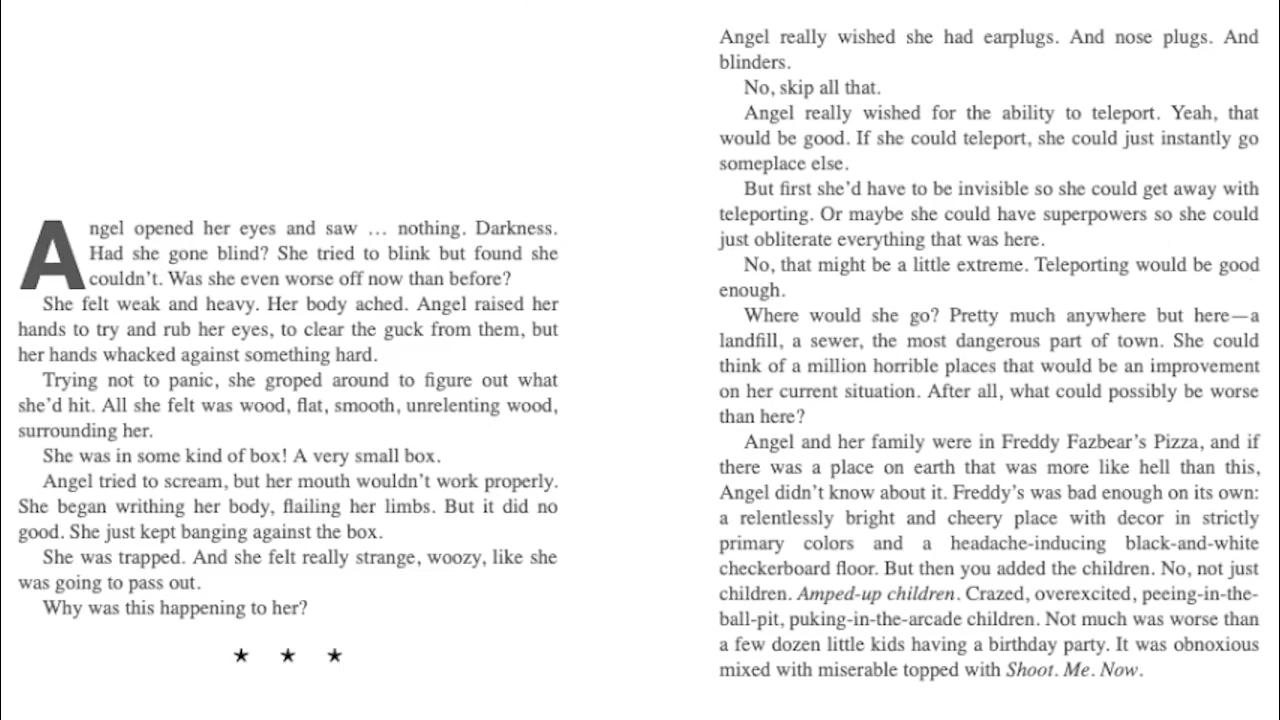 Angel opened her eyes and saw … nothing. Darkness.
Had she gone blind? She tried to blink but found she
couldn't. Was she even worse off now than before?
She felt weak and heavy. Her body ached. Angel raised her
hands to try and rub her eyes, to clear the guck from them, but
her hands whacked against something hard.
Trying not to panic, she groped around to figure out what
she'd hit. All she felt was wood, flat, smooth, unrelenting wood,
surrounding her.
She was in some kind of box! A very small box.
Angel tried to scream, but her mouth wouldn't work properly.
She began writhing her body, flailing her limbs. But it did no
good. She just kept banging against the box.
She was trapped. And she felt really strange, woozy, like she
was going to pass out.
Why was this happening to her?
★ ★ ★
Angel really wished she had earplugs. And nose plugs. And
blinders.
No, skip all that.
Angel really wished for the ability to teleport. Yeah, that
would be good. If she could teleport, she could just instantly go
someplace else.
But first she'd have to be invisible so she could get away with
teleporting. Or maybe she could have superpowers so she could
just obliterate everything that was here.
No, that might be a little extreme. Teleporting would be good
enough.
Where would she go? Pretty much anywhere but here—a
landfill, a sewer, the most dangerous part of town. She could
think of a million horrible places that would be an improvement
on her current situation. After all, what could possibly be worse
than here?
Angel and her family were in Freddy Fazbear's Pizza, and if
there was a place on earth that was more like hell than this,
Angel didn't know about it. Freddy's was bad enough on its own:
a relentlessly bright and cheery place with decor in strictly
primary colors and a headache-inducing black-and-white
checkerboard floor. But then you added the children. No, not just
children. Amped-up children. Crazed, overexcited, peeing-in-the-
ball-pit, puking-in-the-arcade children. Not much was worse than
a few dozen little kids having a birthday party. It was obnoxious
mixed with miserable topped with Shoot. Me. Now.